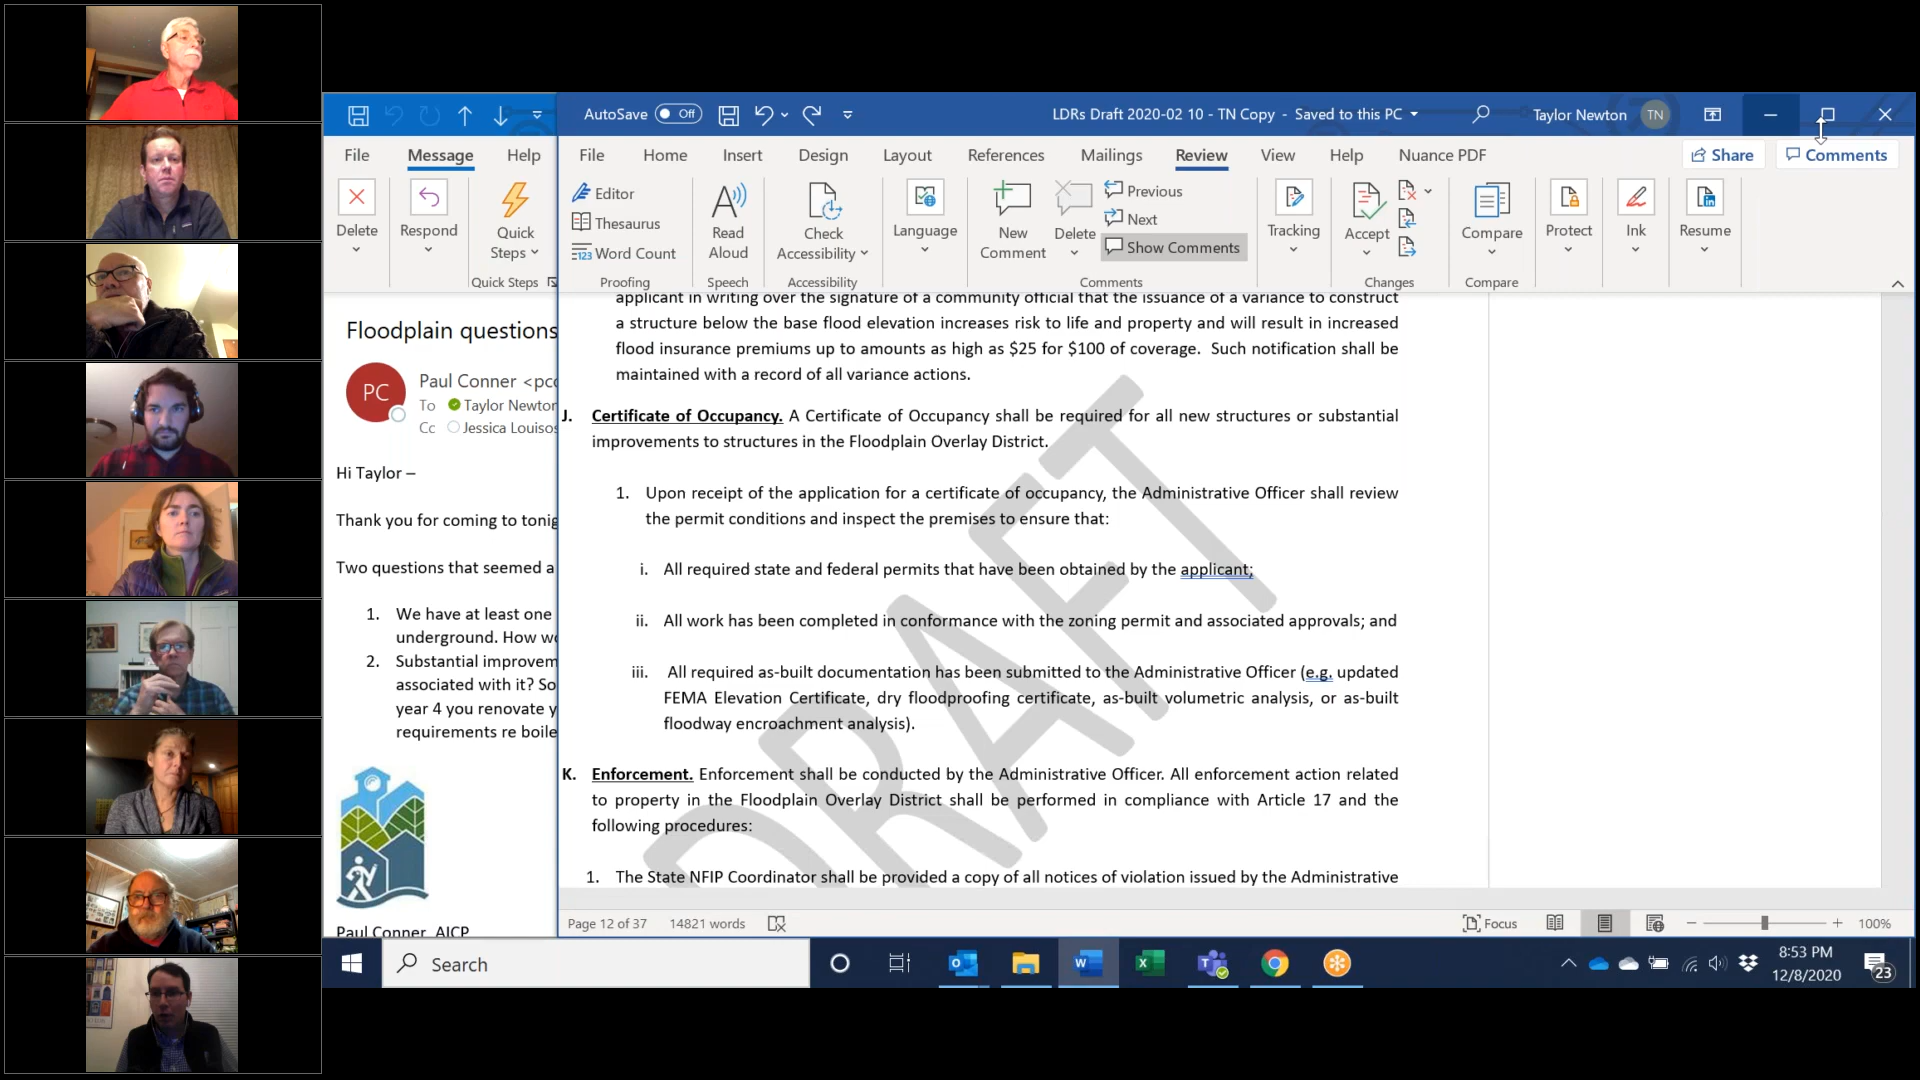 AutoSave Off
LDRs Draft 2020-02 10 - TN Copy - Saved to this PC
Taylor Newton TN
File Message Help
File Home Insert Design Layout References Mailings Review View Help Nuance PDF
Share Comments
Delete
Respond
Quick Steps
Quick Steps
Editor
Thesaurus
Word Count
Proofing
Read Aloud
Speech
Check Accessibility
Accessibility
Language
New Comment
Delete
Previous
Next
Show Comments
Comments
Tracking
Accept
Changes
Compare
Compare
Protect
Ink
Resume
Floodplain questions
PC
Paul Conner <pcc
To Taylor Newton
Cc Jessica Louisos
Hi Taylor –
Thank you for coming to tonig
Two questions that seemed a
1. We have at least one
underground. How wo
2. Substantial improvem
associated with it? So
year 4 you renovate y
requirements re boile
Paul Conner, AICP
applicant in writing over the signature of a community official that the issuance of a variance to construct
a structure below the base flood elevation increases risk to life and property and will result in increased
flood insurance premiums up to amounts as high as $25 for $100 of coverage. Such notification shall be
maintained with a record of all variance actions.
J. Certificate of Occupancy. A Certificate of Occupancy shall be required for all new structures or substantial
improvements to structures in the Floodplain Overlay District.
1. Upon receipt of the application for a certificate of occupancy, the Administrative Officer shall review
the permit conditions and inspect the premises to ensure that:
i. All required state and federal permits that have been obtained by the applicant;
ii. All work has been completed in conformance with the zoning permit and associated approvals; and
iii. All required as-built documentation has been submitted to the Administrative Officer (e.g. updated
FEMA Elevation Certificate, dry floodproofing certificate, as-built volumetric analysis, or as-built
floodway encroachment analysis).
K. Enforcement. Enforcement shall be conducted by the Administrative Officer. All enforcement action related
to property in the Floodplain Overlay District shall be performed in compliance with Article 17 and the
following procedures:
1. The State NFIP Coordinator shall be provided a copy of all notices of violation issued by the Administrative
DRAFT
Page 12 of 37 14821 words
Focus
100%
Search
8:53 PM
12/8/2020
23